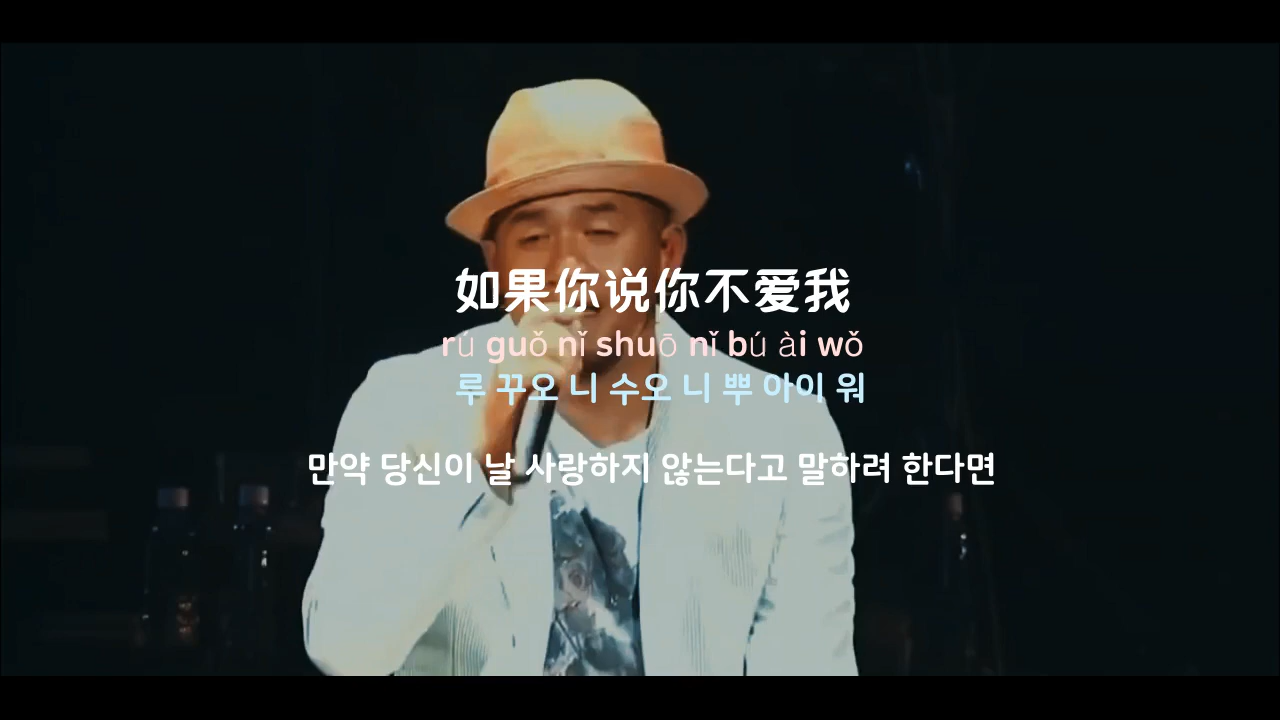 如果你说你不爱我
rú guǒ nǐ shuō nǐ bú ài wǒ
루 꾸오 니 수오 니 뿌 아이 워
만약 당신이 날 사랑하지 않는다고 말하려 한다면